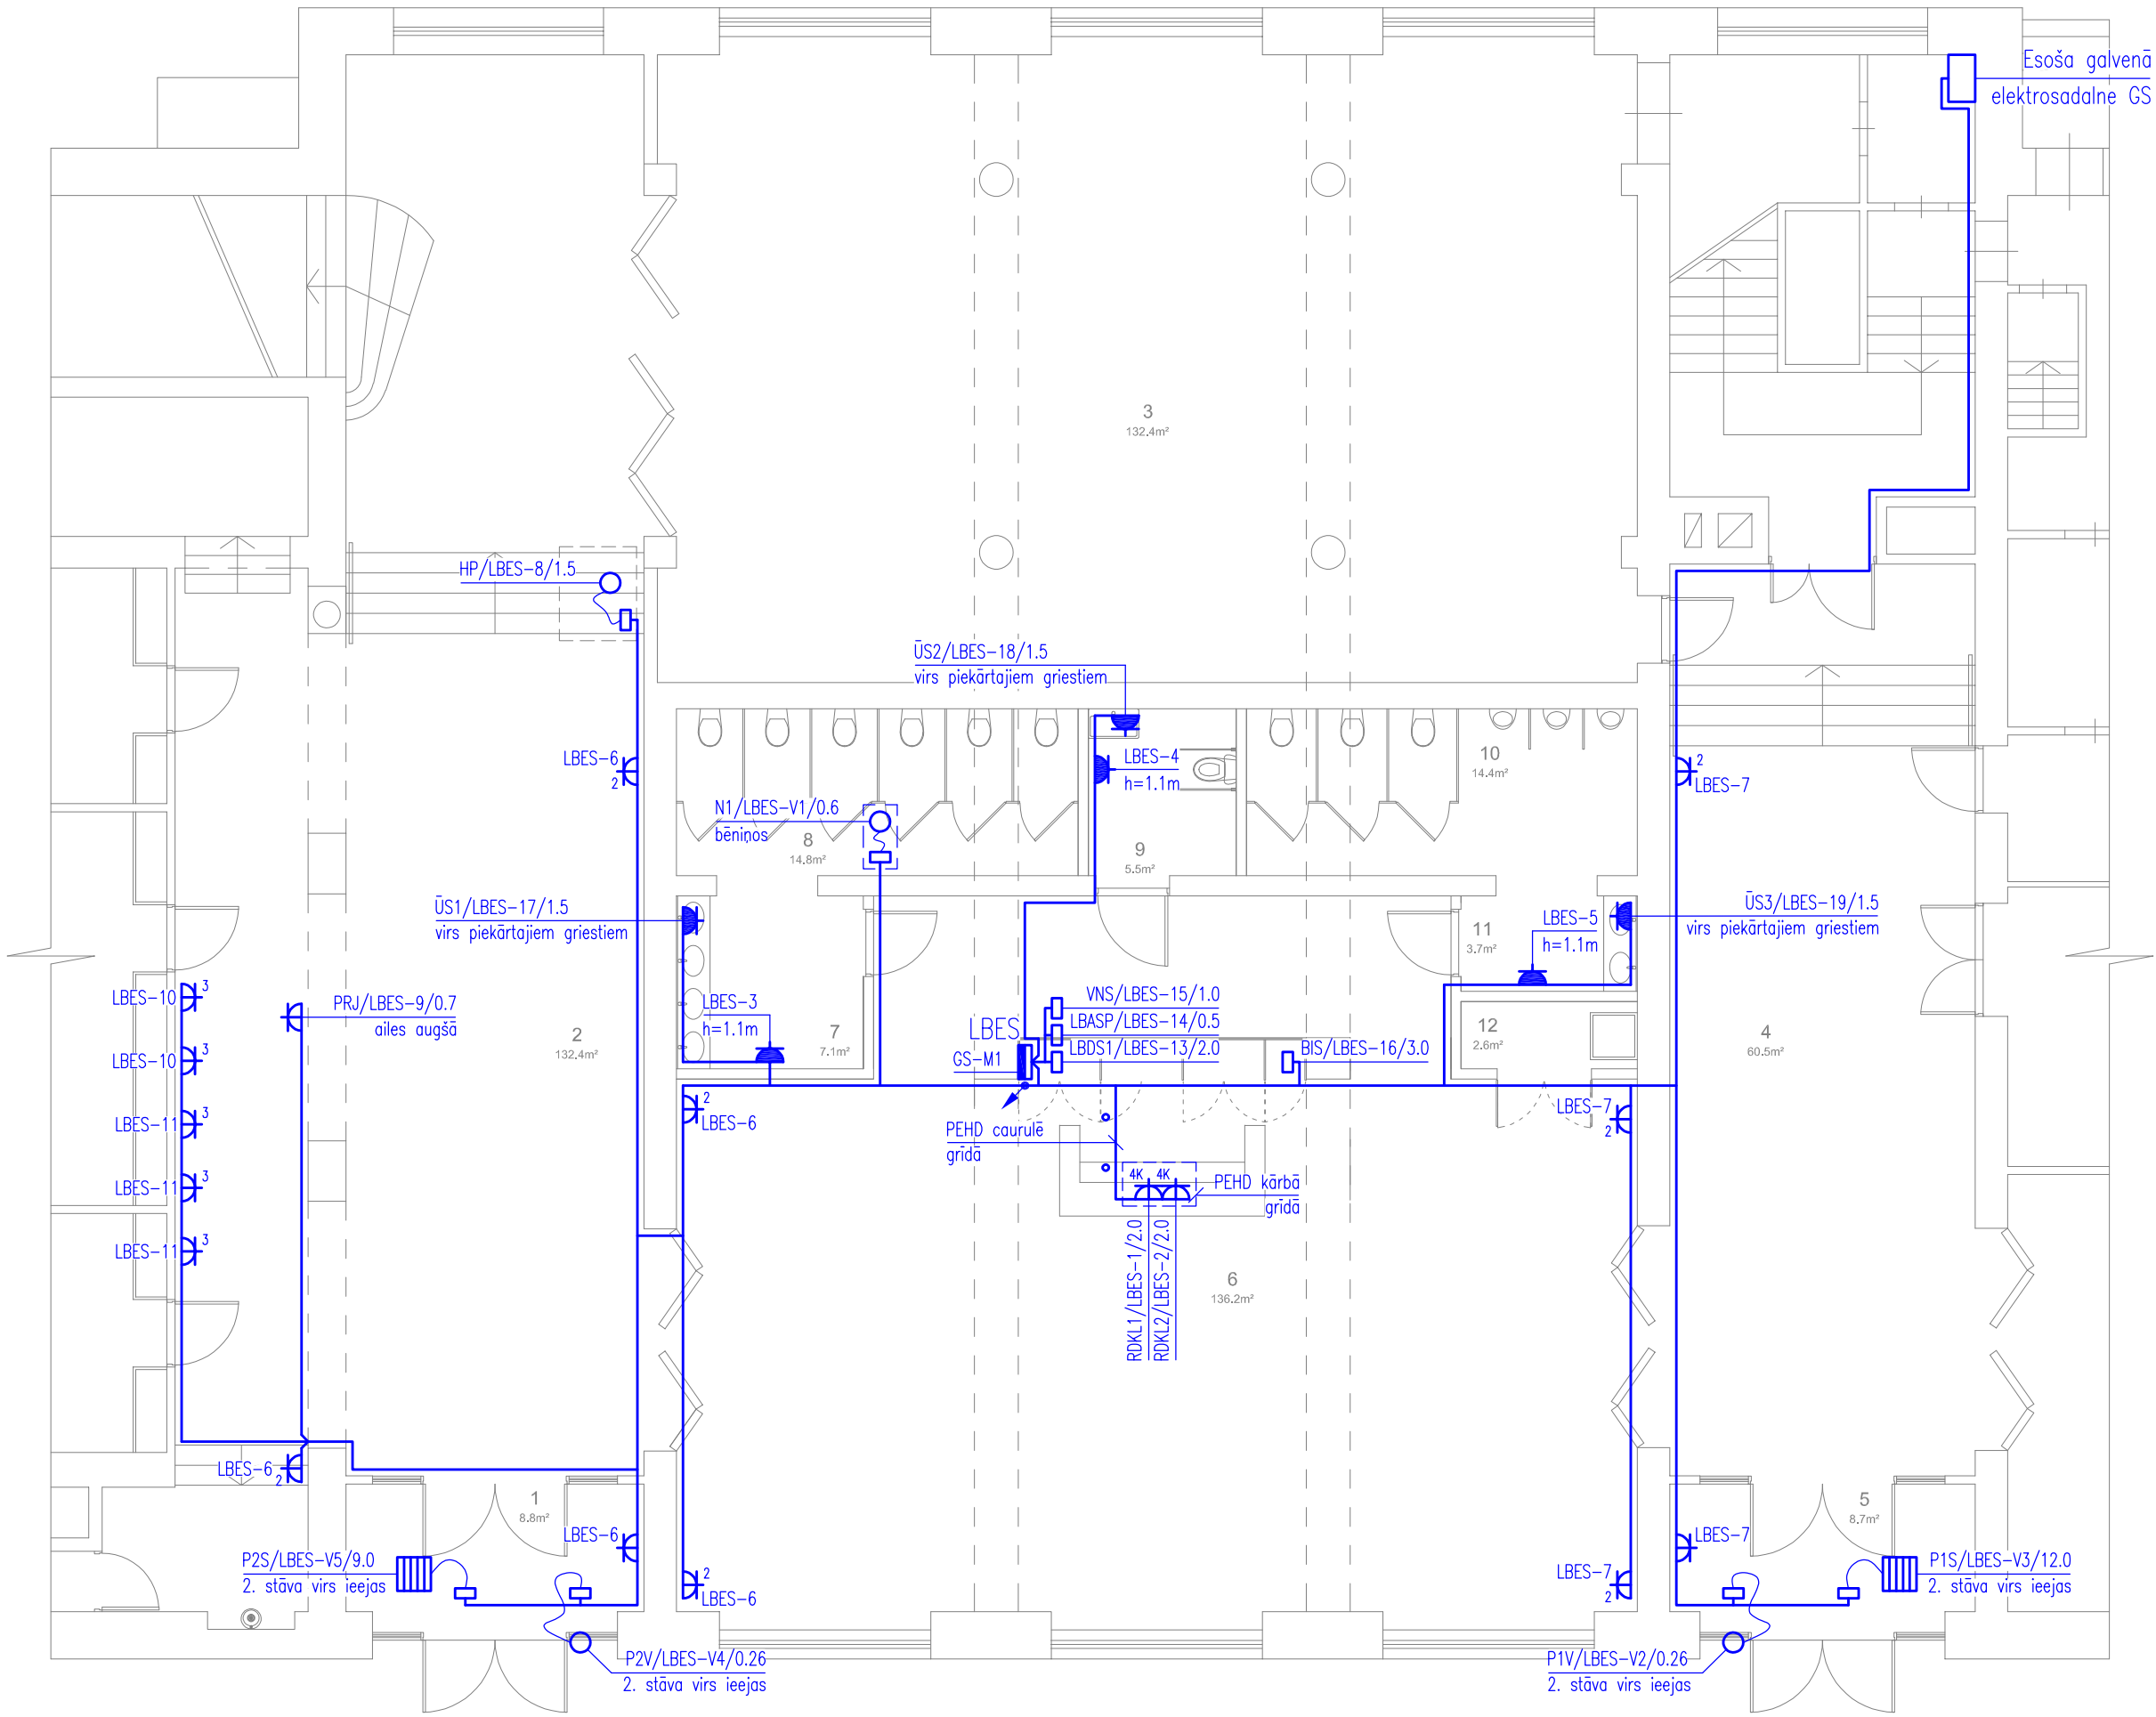 Esošā galvenā
elektrosadalne GS
3
132.4m²
HP/LBES-8/1.5
ŪS2/LBES-18/1.5
virs piekārtajiem griestiem
LBES-6
2
LBES-4
h=1.1m
10
14.4m²
2
LBES-7
N1/LBES-V1/0.6
bēniņos
8
14.8m²
9
5.5m²
ŪS1/LBES-17/1.5
virs piekārtajiem griestiem
LBES-5
h=1.1m
11
3.7m²
ŪS3/LBES-19/1.5
virs piekārtajiem griestiem
LBES-10
3
PRJ/LBES-9/0.7
ailes augšā
LBES-3
h=1.1m
VNS/LBES-15/1.0
LBASP/LBES-14/0.5
LBDS1/LBES-13/2.0
BIS/LBES-16/3.0
LBES
GS-M1
2
132.4m²
7
7.1m²
12
2.6m²
4
60.5m²
LBES-10
3
LBES-11
3
2
LBES-6
PEHD caurulē
grīdā
LBES-7
2
LBES-11
3
4K
4K
PEHD kārbā
grīdā
LBES-11
3
RDKL1/LBES-1/2.0
RDKL2/LBES-2/2.0
6
136.2m²
LBES-6
2
1
8.8m²
5
8.7m²
LBES-6
LBES-7
P2S/LBES-V5/9.0
2. stāva virs ieejas
2
LBES-6
LBES-7
2
P1S/LBES-V3/12.0
2. stāva virs ieejas
P2V/LBES-V4/0.26
2. stāva virs ieejas
P1V/LBES-V2/0.26
2. stāva virs ieejas